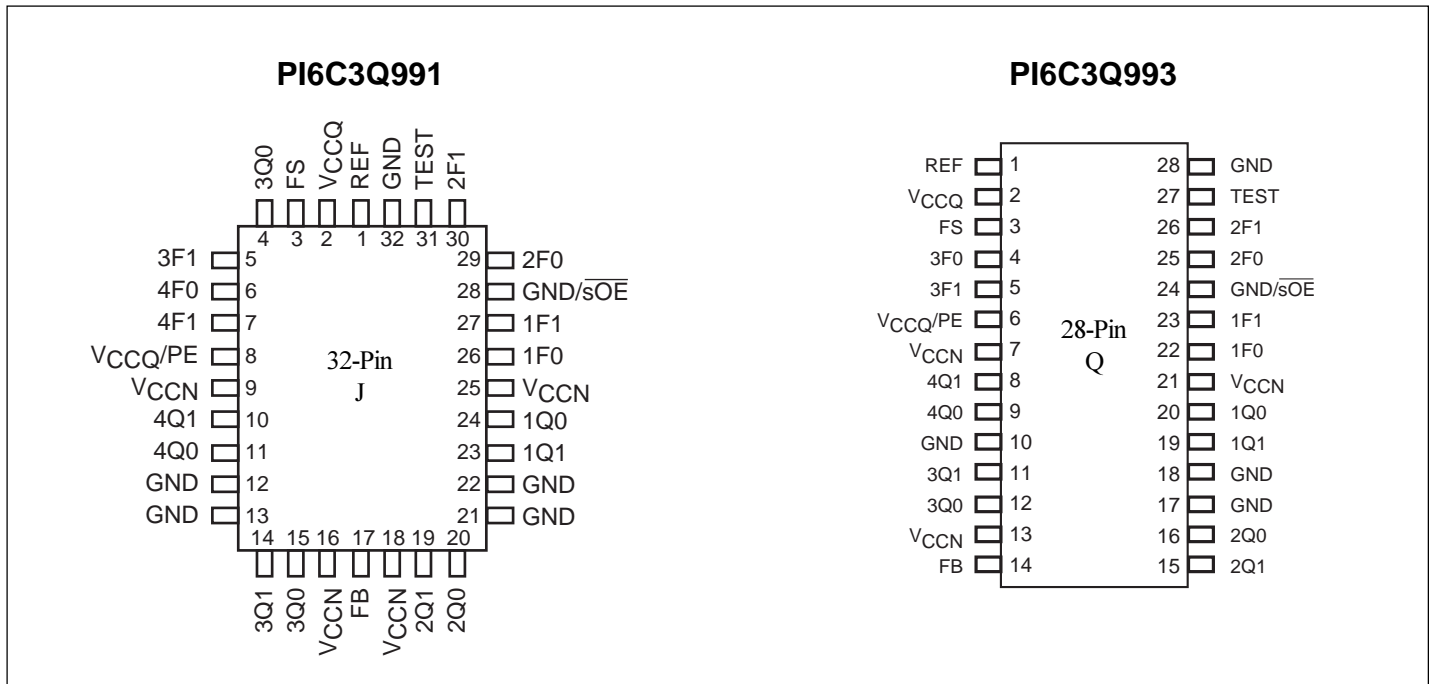 PI6C3Q991
3Q0
FS
VCCQ
REF
GND
TEST
2F1
4
3
2
1
32
31
30
3F1 5
4F0 6
4F1 7
VCCQ/PE 8
VCCN 9
4Q1 10
4Q0 11
GND 12
GND 13
32-Pin
J
29 2F0
28 GND/s̅O̅E̅
27 1F1
26 1F0
25 VCCN
24 1Q0
23 1Q1
22 GND
21 GND
14 15 16 17 18 19 20
3Q1
3Q0
VCCN
FB
VCCN
2Q1
2Q0
PI6C3Q993
REF 1
VCCQ 2
FS 3
3F0 4
3F1 5
VCCQ/PE 6
VCCN 7
4Q1 8
4Q0 9
GND 10
3Q1 11
3Q0 12
VCCN 13
FB 14
28-Pin
Q
28 GND
27 TEST
26 2F1
25 2F0
24 GND/s̅O̅E̅
23 1F1
22 1F0
21 VCCN
20 1Q0
19 1Q1
18 GND
17 GND
16 2Q0
15 2Q1